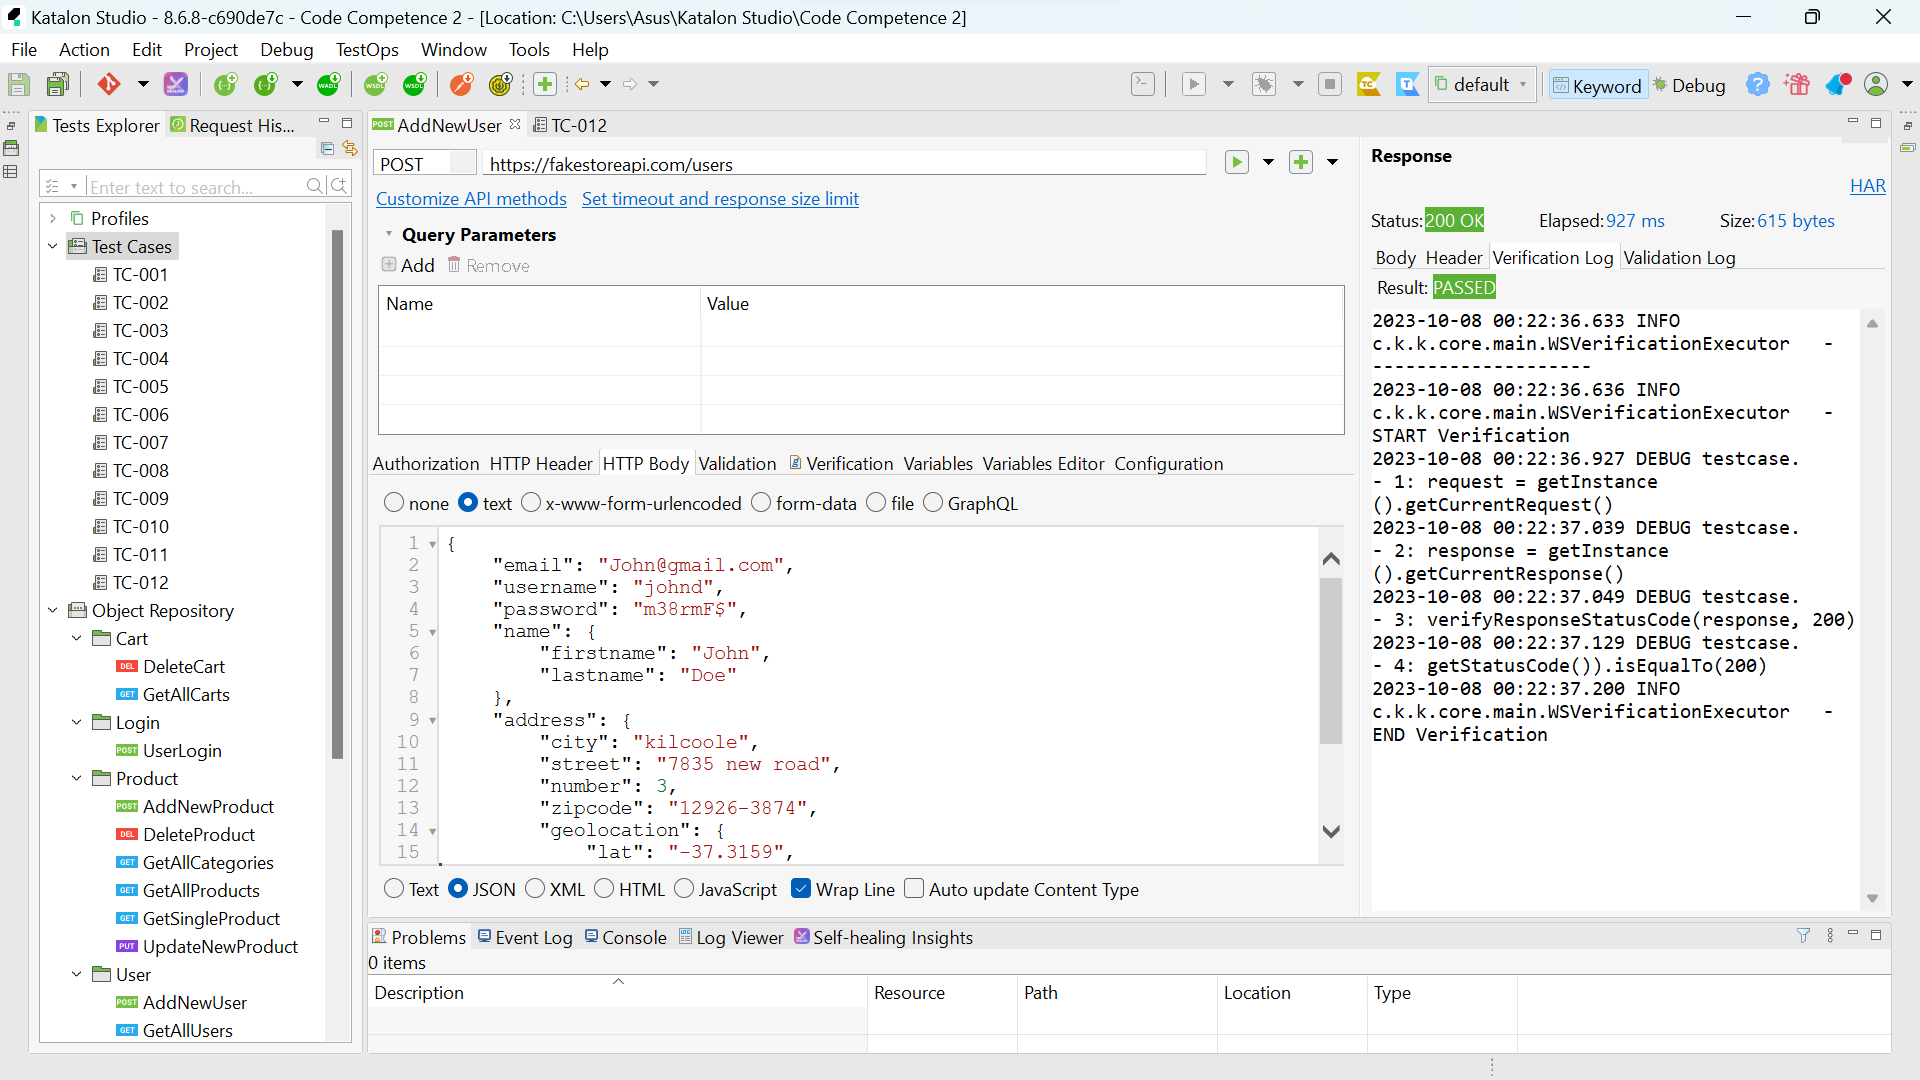 Katalon Studio - 8.6.8-c690de7c - Code Competence 2 - [Location: C:\Users\Asus\Katalon Studio\Code Competence 2]
File Action Edit Project Debug TestOps Window Tools Help
default
Keyword
Debug
Tests Explorer
Request His...
Enter text to search...
Profiles
Test Cases
TC-001
TC-002
TC-003
TC-004
TC-005
TC-006
TC-007
TC-008
TC-009
TC-010
TC-011
TC-012
Object Repository
Cart
DEL DeleteCart
GET GetAllCarts
Login
POST UserLogin
Product
POST AddNewProduct
DEL DeleteProduct
GET GetAllCategories
GET GetAllProducts
GET GetSingleProduct
PUT UpdateNewProduct
User
POST AddNewUser
GET GetAllUsers
POST AddNewUser
TC-012
POST
https://fakestoreapi.com/users
Customize API methods Set timeout and response size limit
Query Parameters
Add Remove
Name Value
Authorization HTTP Header HTTP Body Validation Verification Variables Variables Editor Configuration
none text x-www-form-urlencoded form-data file GraphQL
1 {
2 "email": "John@gmail.com",
3 "username": "johnd",
4 "password": "m38rmF$",
5 "name": {
6 "firstname": "John",
7 "lastname": "Doe"
8 },
9 "address": {
10 "city": "kilcoole",
11 "street": "7835 new road",
12 "number": 3,
13 "zipcode": "12926-3874",
14 "geolocation": {
15 "lat": "-37.3159",
Text JSON XML HTML JavaScript Wrap Line Auto update Content Type
Response
HAR
Status: 200 OK Elapsed: 927 ms Size: 615 bytes
Body Header Verification Log Validation Log
Result: PASSED
2023-10-08 00:22:36.633 INFO
c.k.k.core.main.WSVerificationExecutor -
--------------------
2023-10-08 00:22:36.636 INFO
c.k.k.core.main.WSVerificationExecutor -
START Verification
2023-10-08 00:22:36.927 DEBUG testcase.
- 1: request = getInstance
().getCurrentRequest()
2023-10-08 00:22:37.039 DEBUG testcase.
- 2: response = getInstance
().getCurrentResponse()
2023-10-08 00:22:37.049 DEBUG testcase.
- 3: verifyResponseStatusCode(response, 200)
2023-10-08 00:22:37.129 DEBUG testcase.
- 4: getStatusCode()).isEqualTo(200)
2023-10-08 00:22:37.200 INFO
c.k.k.core.main.WSVerificationExecutor -
END Verification
Problems Event Log Console Log Viewer Self-healing Insights
0 items
Description Resource Path Location Type